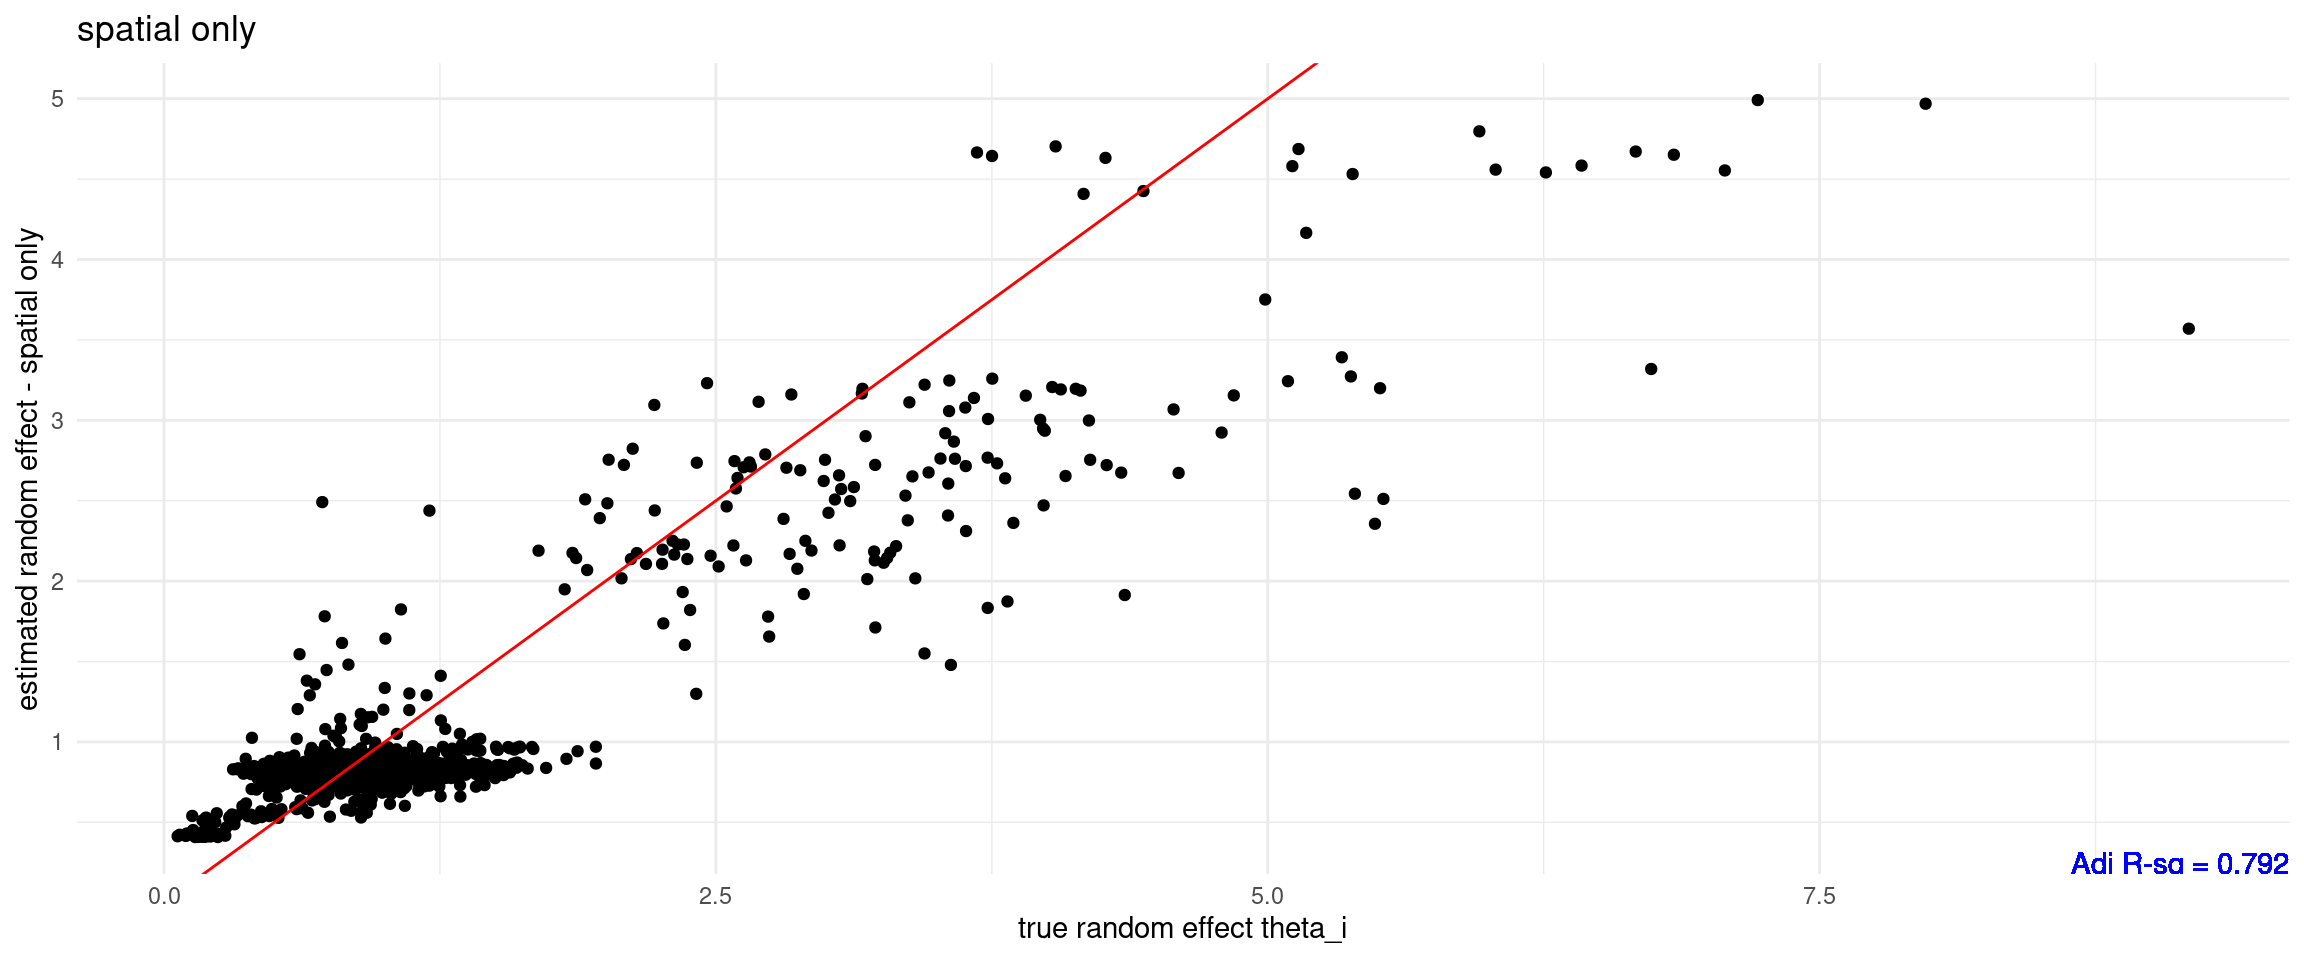 spatial only
estimated random effect - spatial only
5
4
3
2
1
Adj R-sq = 0.792
0.0 2.5 5.0 7.5
true random effect theta_i